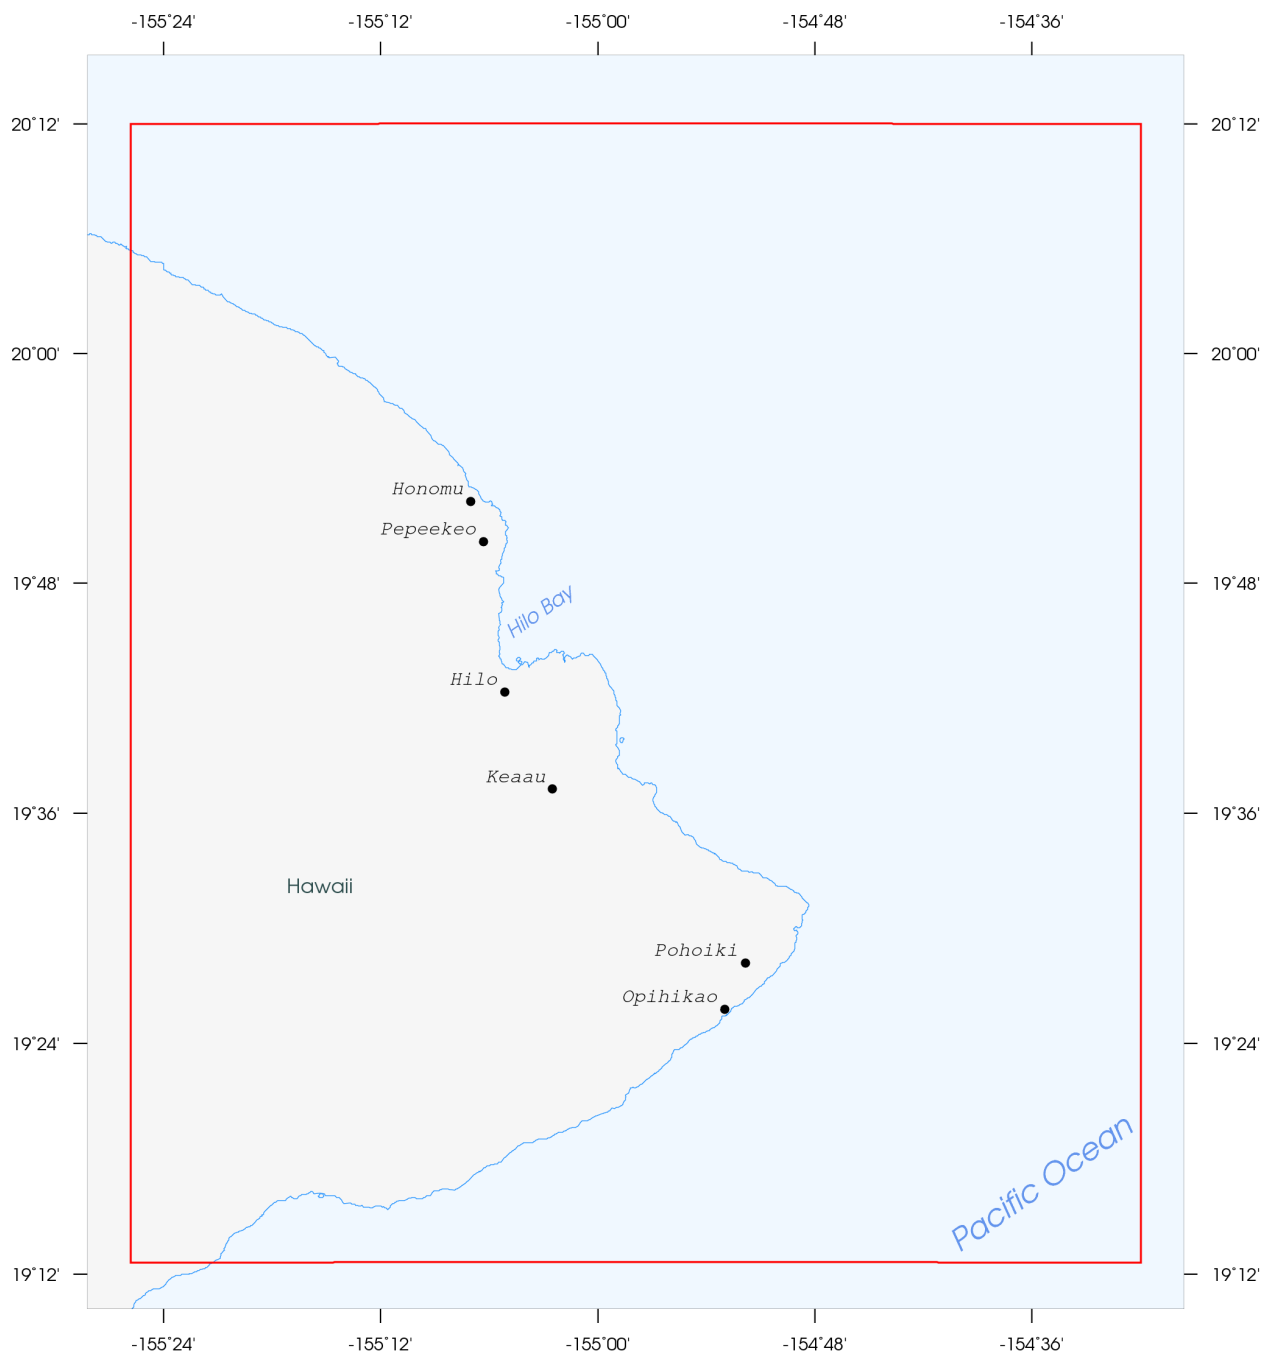 -155°24' -155°12' -155°00' -154°48' -154°36'
20°12' 20°12'
20°00' 20°00'
Honomu
Pepeekeo
19°48' 19°48'
Hilo Bay
Hilo
Keaau
19°36' 19°36'
Hawaii
Pohoiki
Opihikao
19°24' 19°24'
Pacific Ocean
19°12' 19°12'
-155°24' -155°12' -155°00' -154°48' -154°36'